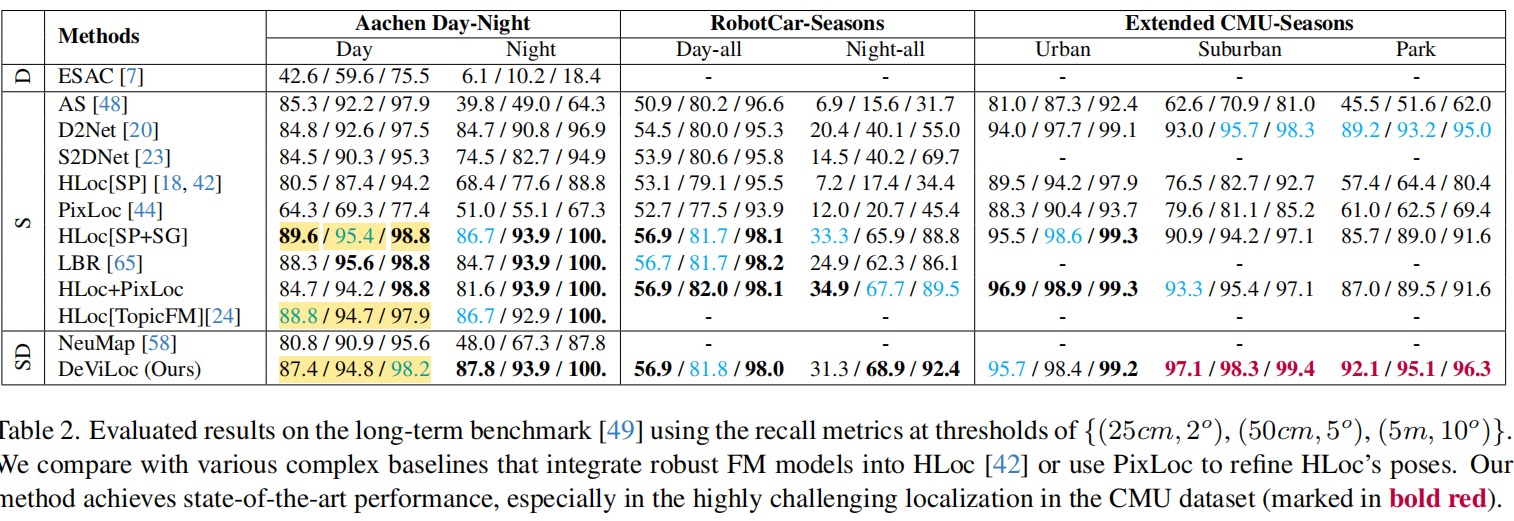 Methods Aachen Day-Night RobotCar-Seasons Extended CMU-Seasons
Day Night Day-all Night-all Urban Suburban Park
D ESAC [7] 42.6 / 59.6 / 75.5 6.1 / 10.2 / 18.4 - - - - -
S AS [48] 85.3 / 92.2 / 97.9 39.8 / 49.0 / 64.3 50.9 / 80.2 / 96.6 6.9 / 15.6 / 31.7 81.0 / 87.3 / 92.4 62.6 / 70.9 / 81.0 45.5 / 51.6 / 62.0
D2Net [20] 84.8 / 92.6 / 97.5 84.7 / 90.8 / 96.9 54.5 / 80.0 / 95.3 20.4 / 40.1 / 55.0 94.0 / 97.7 / 99.1 93.0 / 95.7 / 98.3 89.2 / 93.2 / 95.0
S2DNet [23] 84.5 / 90.3 / 95.3 74.5 / 82.7 / 94.9 53.9 / 80.6 / 95.8 14.5 / 40.2 / 69.7 - - -
HLoc[SP] [18, 42] 80.5 / 87.4 / 94.2 68.4 / 77.6 / 88.8 53.1 / 79.1 / 95.5 7.2 / 17.4 / 34.4 89.5 / 94.2 / 97.9 76.5 / 82.7 / 92.7 57.4 / 64.4 / 80.4
PixLoc [44] 64.3 / 69.3 / 77.4 51.0 / 55.1 / 67.3 52.7 / 77.5 / 93.9 12.0 / 20.7 / 45.4 88.3 / 90.4 / 93.7 79.6 / 81.1 / 85.2 61.0 / 62.5 / 69.4
HLoc[SP+SG] 89.6 / 95.4 / 98.8 86.7 / 93.9 / 100. 56.9 / 81.7 / 98.1 33.3 / 65.9 / 88.8 95.5 / 98.6 / 99.3 90.9 / 94.2 / 97.1 85.7 / 89.0 / 91.6
LBR [65] 88.3 / 95.6 / 98.8 84.7 / 93.9 / 100. 56.7 / 81.7 / 98.2 24.9 / 62.3 / 86.1 - - -
HLoc+PixLoc 84.7 / 94.2 / 98.8 81.6 / 93.9 / 100. 56.9 / 82.0 / 98.1 34.9 / 67.7 / 89.5 96.9 / 98.9 / 99.3 93.3 / 95.4 / 97.1 87.0 / 89.5 / 91.6
HLoc[TopicFM][24] 88.8 / 94.7 / 97.9 86.7 / 92.9 / 100. - - - - -
SD NeuMap [58] 80.8 / 90.9 / 95.6 48.0 / 67.3 / 87.8 - - - - -
DeViLoc (Ours) 87.4 / 94.8 / 98.2 87.8 / 93.9 / 100. 56.9 / 81.8 / 98.0 31.3 / 68.9 / 92.4 95.7 / 98.4 / 99.2 97.1 / 98.3 / 99.4 92.1 / 95.1 / 96.3
Table 2. Evaluated results on the long-term benchmark [49] using the recall metrics at thresholds of {(25cm, 2°), (50cm, 5°), (5m, 10°)}.
We compare with various complex baselines that integrate robust FM models into HLoc [42] or use PixLoc to refine HLoc's poses. Our
method achieves state-of-the-art performance, especially in the highly challenging localization in the CMU dataset (marked in bold red).